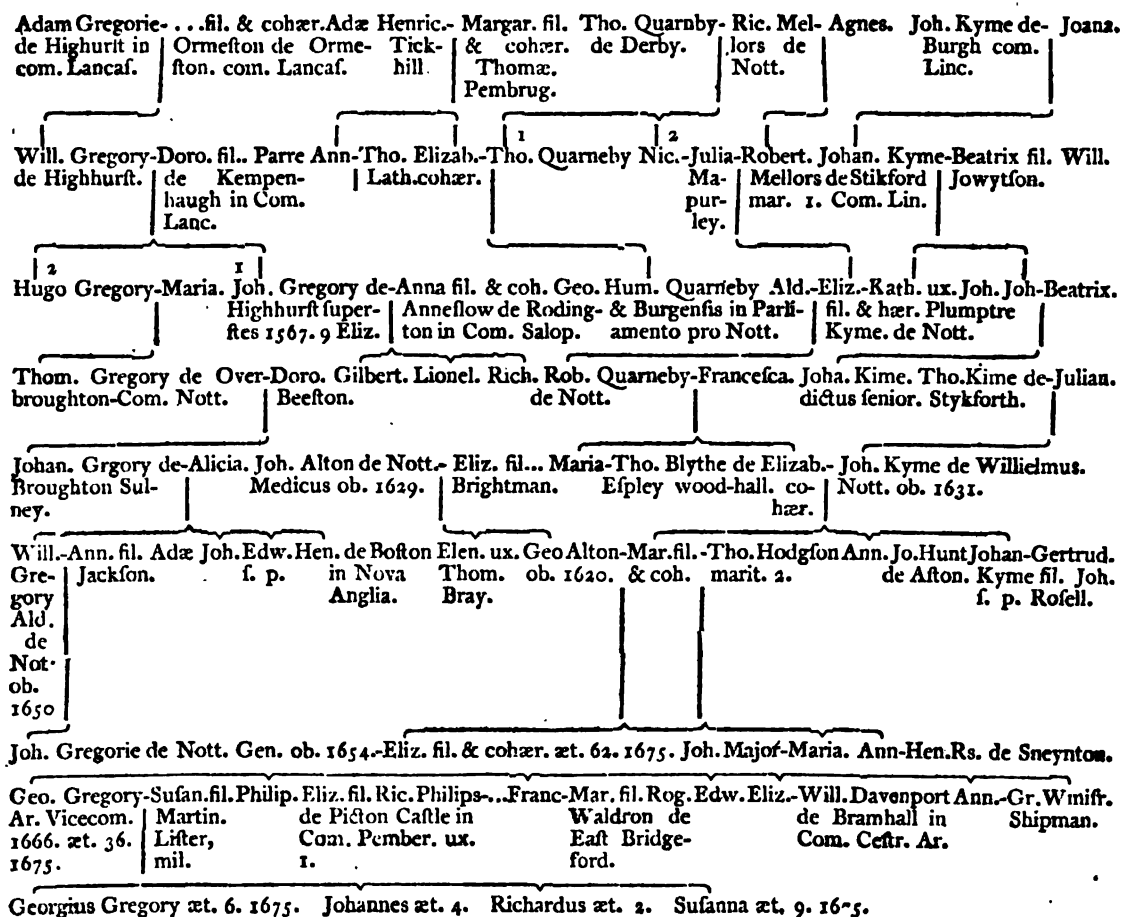 Adam Gregorie-...fil. & cohær. Adæ Henric.- Margar. fil. Tho. Quarnby- Ric. Mel- Agnes. Joh. Kyme de- Joana.
de Highurst in Ormeſton de Orme- Tick- & cohær. de Derby. lors de Burgh com.
com. Lancaſ. ſton. com. Lancaſ. hill Thomæ. Nott. Linc.
Pembrug.
1 2
Will. Gregory-Doro. fil.. Parre Ann-Tho. Elizab.-Tho. Quarneby Nic.-Julia-Robert. Johan. Kyme-Beatrix fil. Will.
de Highhurſt. de Kempen- Lath.cohær. Ma- Mellors de Stikford Jowytſon.
haugh in Com. pur- mar. 1. Com. Lin.
Lanc. ley.
2 1
Hugo Gregory-Maria. Joh. Gregory de-Anna fil. & coh. Geo. Hum. Quarneby Ald.-Eliz.-Kath. ux. Joh. Joh-Beatrix.
Highhurſt ſuper- Anneſlow de Roding- & Burgenſis in Parli- fil. & hær. Plumptre
ſtes 1567. 9 Eliz. ton in Com. Salop. amento pro Nott. Kyme. de Nott.
Thom. Gregory de Over-Doro. Gilbert. Lionel. Rich. Rob. Quarneby-Franceſca. Joha. Kime. Tho.Kime de-Julian.
broughton-Com. Nott. Beeſton. de Nott. dictus ſenior. Stykforth.
Johan. Grgory de-Alicia. Joh. Alton de Nott.- Eliz. fil... Maria-Tho. Blythe de Elizab.- Joh. Kyme de Willielmus.
Broughton Sul- Medicus ob. 1629. Brightman. Eſpley wood-hall. co- Nott. ob. 1631.
ney. hær.
Will.-Ann. fil. Adæ Joh. Edw. Hen. de Boſton Elen. ux. Geo Alton-Mar.fil.-Tho. Hodgſon Ann. Jo.Hunt Johan-Gertrud.
Gre- Jackſon. ſ. p. in Nova Thom. ob. 1620. & coh. marit. 2. de Aſton. Kyme fil. Joh.
gory Anglia. Bray. ſ. p. Roſell.
Ald.
de
Not.
ob.
1650
Joh. Gregorie de Nott. Gen. ob. 1654.-Eliz. fil. & cohær. æt. 62. 1675. Joh. Major-Maria. Ann-Hen.Rs. de Sneynton.
Geo. Gregory-Suſan.fil.Philip. Eliz. fil. Ric. Philips-...Franc-Mar. fil. Rog. Edw. Eliz.-Will. Davenport Ann.-Gr. Winiſr.
Ar. Vicecom. Martin. de Picton Caſtle in Waldron de de Bramhall in Shipman.
1666. æt. 36. Liſter, Com. Pember. ux. Eaſt Bridge- Com. Ceſtr. Ar.
1675. mil. 1. ford.
Georgius Gregory æt. 6. 1675. Johannes æt. 4. Richardus æt. 2. Suſanna æt. 9. 1675.